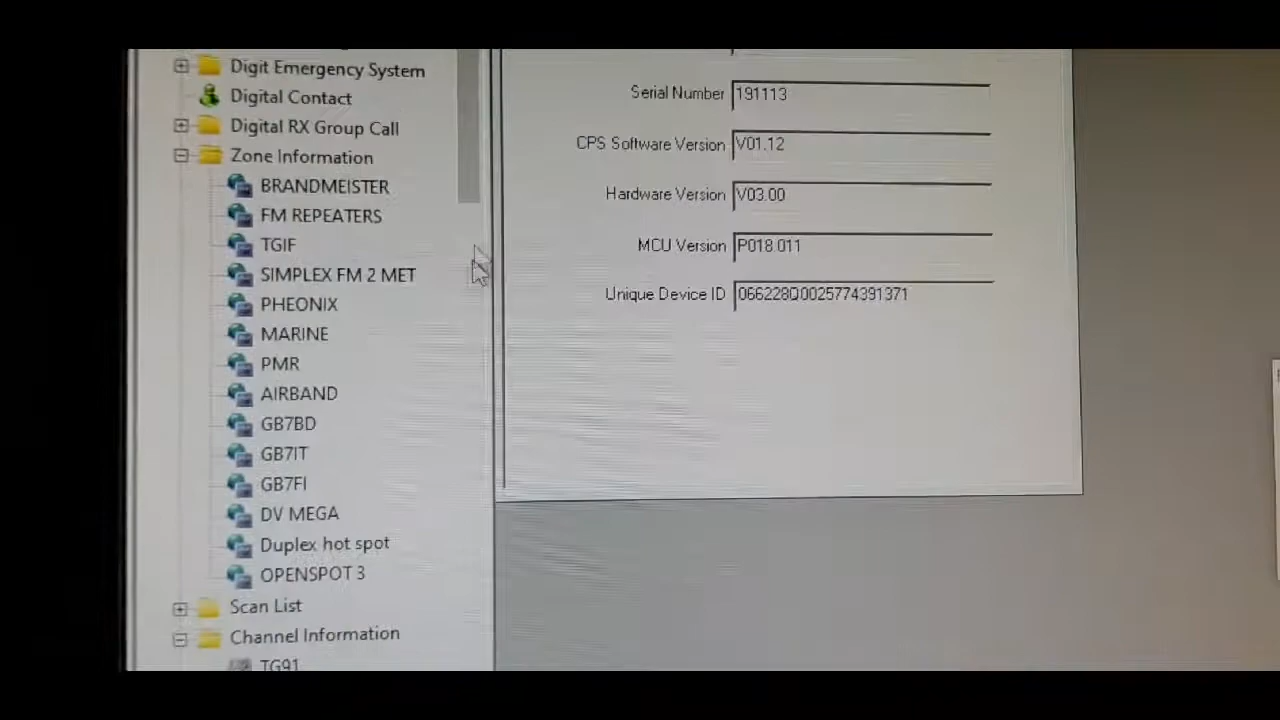 Digit Emergency System
Digital Contact
Digital RX Group Call
Zone Information
BRANDMEISTER
FM REPEATERS
TGIF
SIMPLEX FM 2 MET
PHEONIX
MARINE
PMR
AIRBAND
GB7BD
GB7IT
GB7FI
DV MEGA
Duplex hot spot
OPENSPOT 3
Scan List
Channel Information
TG91
Serial Number 191113
CPS Software Version V01.12
Hardware Version V03.00
MCU Version P018.011
Unique Device ID 066228Q0025774391371